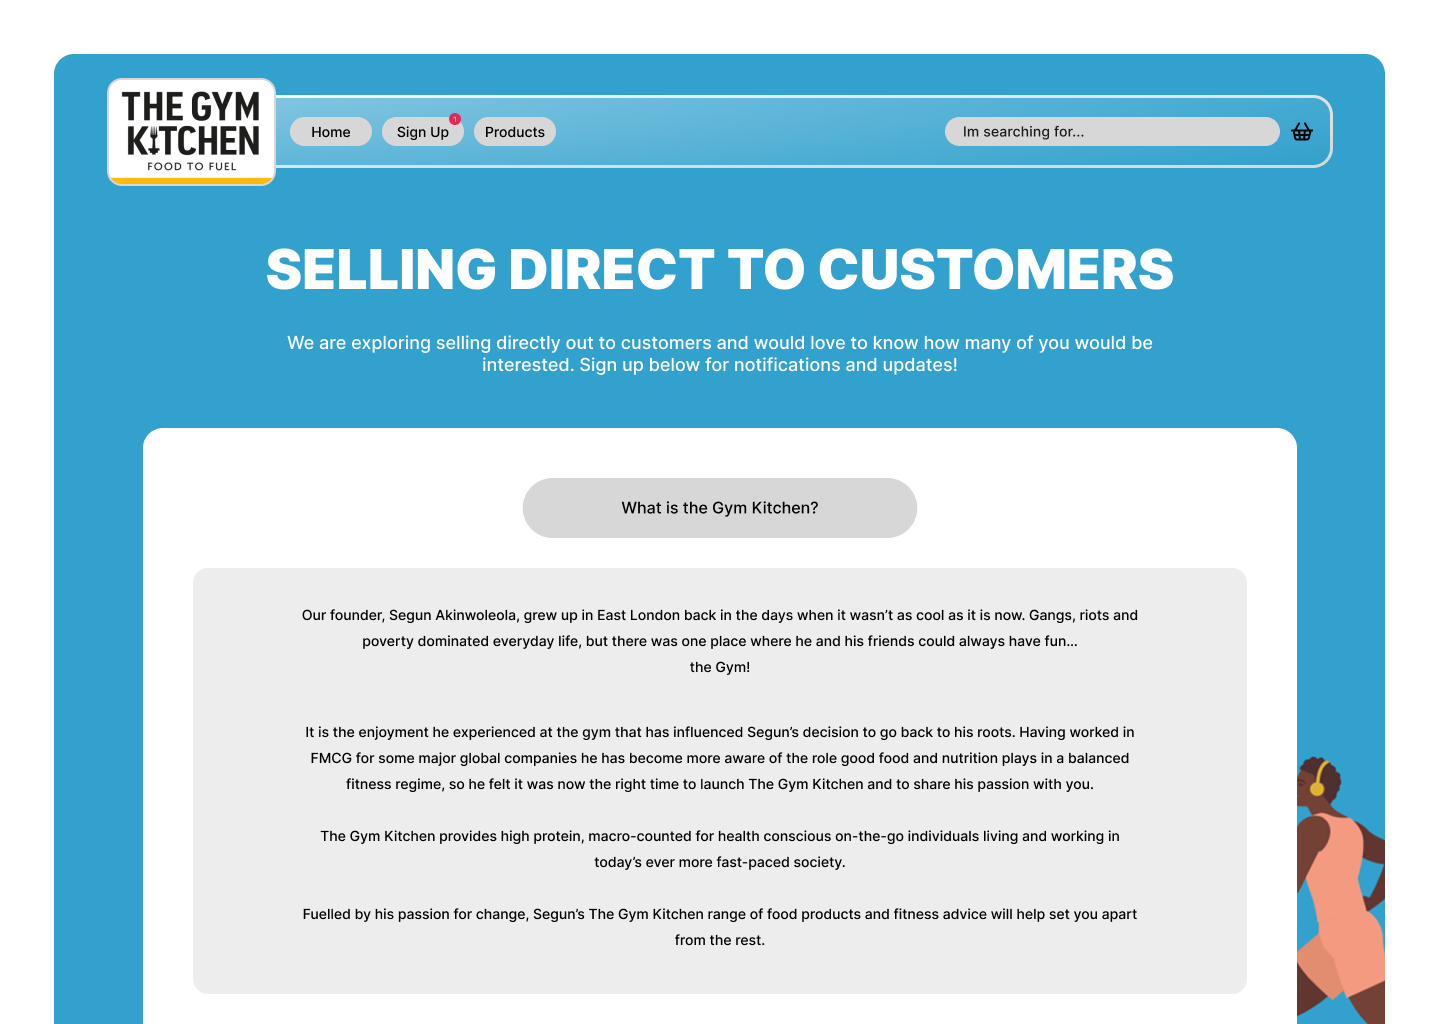 THE GYM
KITCHEN
FOOD TO FUEL
Home
Sign Up
1
Products
Im searching for...
SELLING DIRECT TO CUSTOMERS
We are exploring selling directly out to customers and would love to know how many of you would be
interested. Sign up below for notifications and updates!
What is the Gym Kitchen?
Our founder, Segun Akinwoleola, grew up in East London back in the days when it wasn’t as cool as it is now. Gangs, riots and
poverty dominated everyday life, but there was one place where he and his friends could always have fun...
the Gym!
It is the enjoyment he experienced at the gym that has influenced Segun’s decision to go back to his roots. Having worked in
FMCG for some major global companies he has become more aware of the role good food and nutrition plays in a balanced
fitness regime, so he felt it was now the right time to launch The Gym Kitchen and to share his passion with you.
The Gym Kitchen provides high protein, macro-counted for health conscious on-the-go individuals living and working in
today’s ever more fast-paced society.
Fuelled by his passion for change, Segun’s The Gym Kitchen range of food products and fitness advice will help set you apart
from the rest.